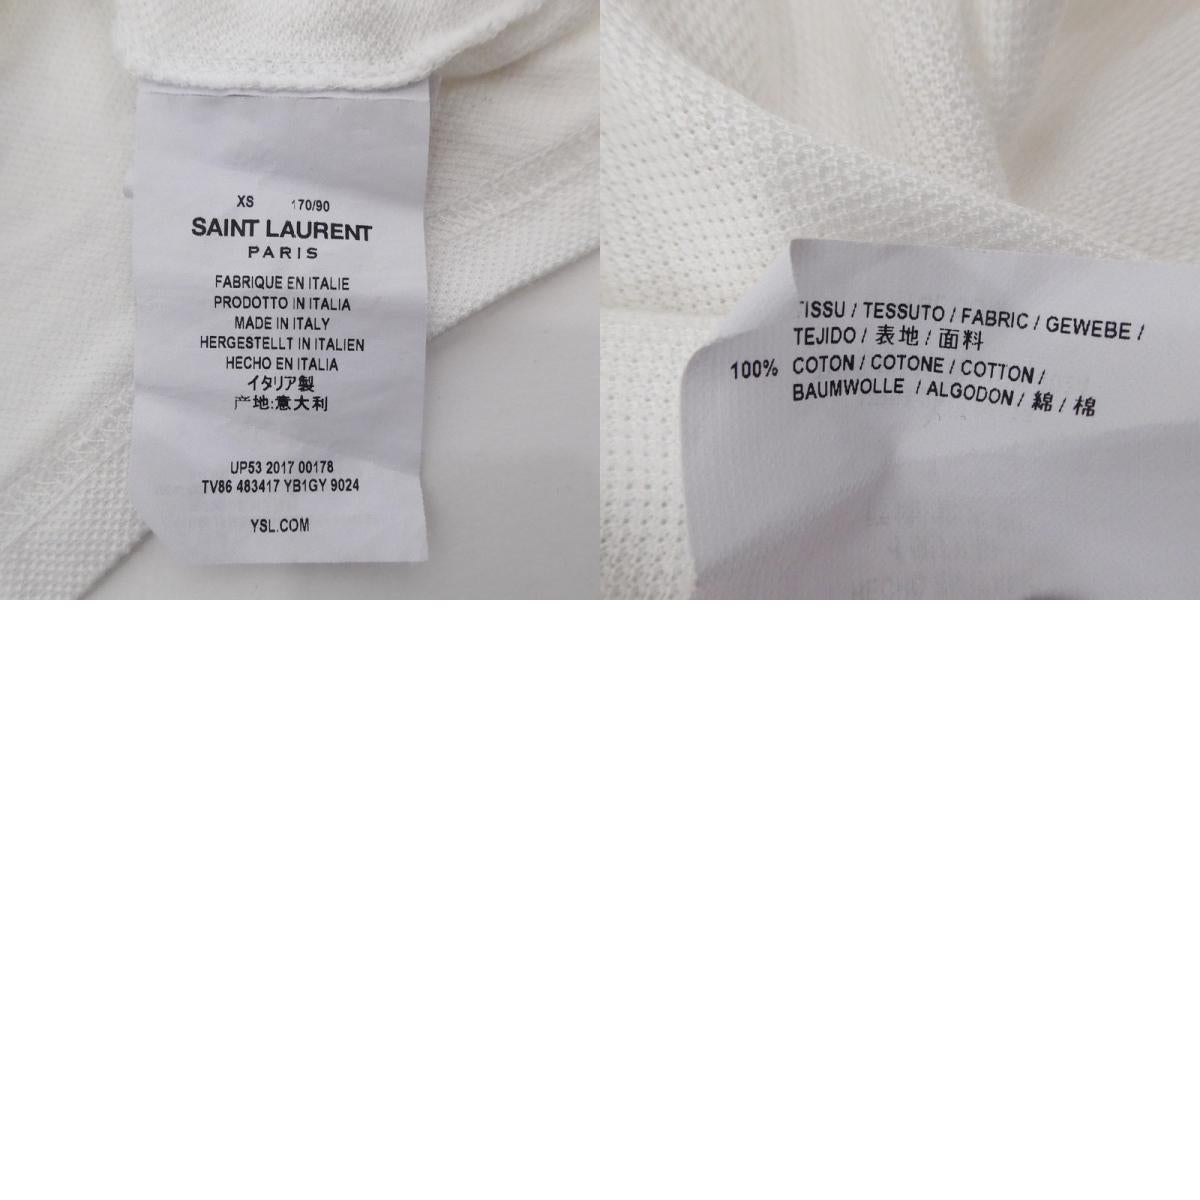 XS 170/90
SAINT LAURENT
PARIS
FABRIQUE EN ITALIE
PRODOTTO IN ITALIA
MADE IN ITALY
HERGESTELLT IN ITALIEN
HECHO EN ITALIA
イタリア製
产地:意大利
UP53 2017 00178
TV86 483417 YB1GY 9024
YSL.COM
TISSU / TESSUTO / FABRIC / GEWEBE /
TEJIDO / 表地 / 面料
100% COTON / COTONE / COTTON /
BAUMWOLLE / ALGODON / 綿 / 棉